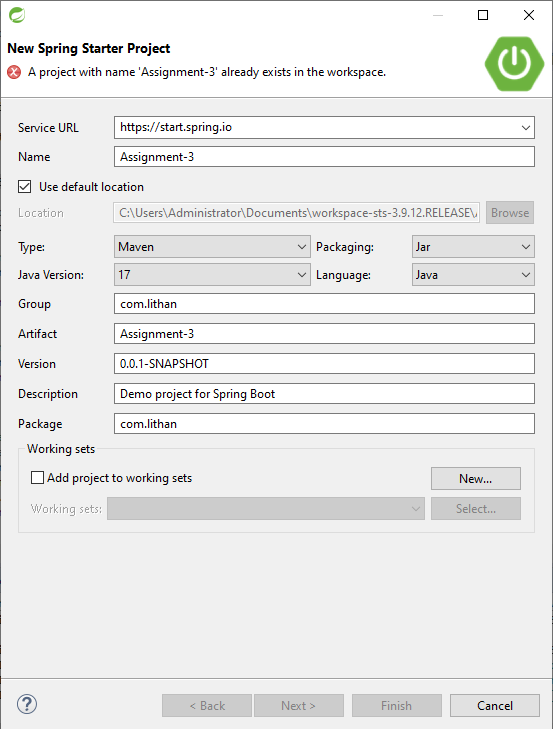 New Spring Starter Project
A project with name 'Assignment-3' already exists in the workspace.
Service URL https://start.spring.io
Name Assignment-3
Use default location
Location C:\Users\Administrator\Documents\workspace-sts-3.9.12.RELEASE\ Browse
Type: Maven Packaging: Jar
Java Version: 17 Language: Java
Group com.lithan
Artifact Assignment-3
Version 0.0.1-SNAPSHOT
Description Demo project for Spring Boot
Package com.lithan
Working sets
Add project to working sets New...
Working sets: Select...
? < Back Next > Finish Cancel